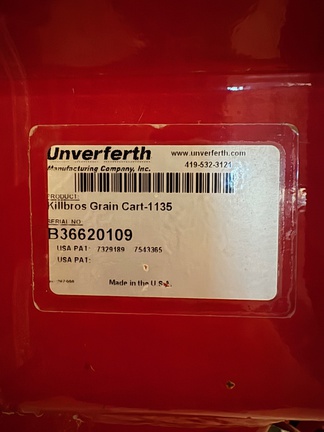 Unverferth
www.unverferth.com
Manufacturing Company, Inc.
419-532-3121
PRODUCT:
Killbros Grain Cart-1135
SERIAL NO:
B36620109
USA PAT: 7329189 7543365
USA PAT:
Made in the U.S.A.